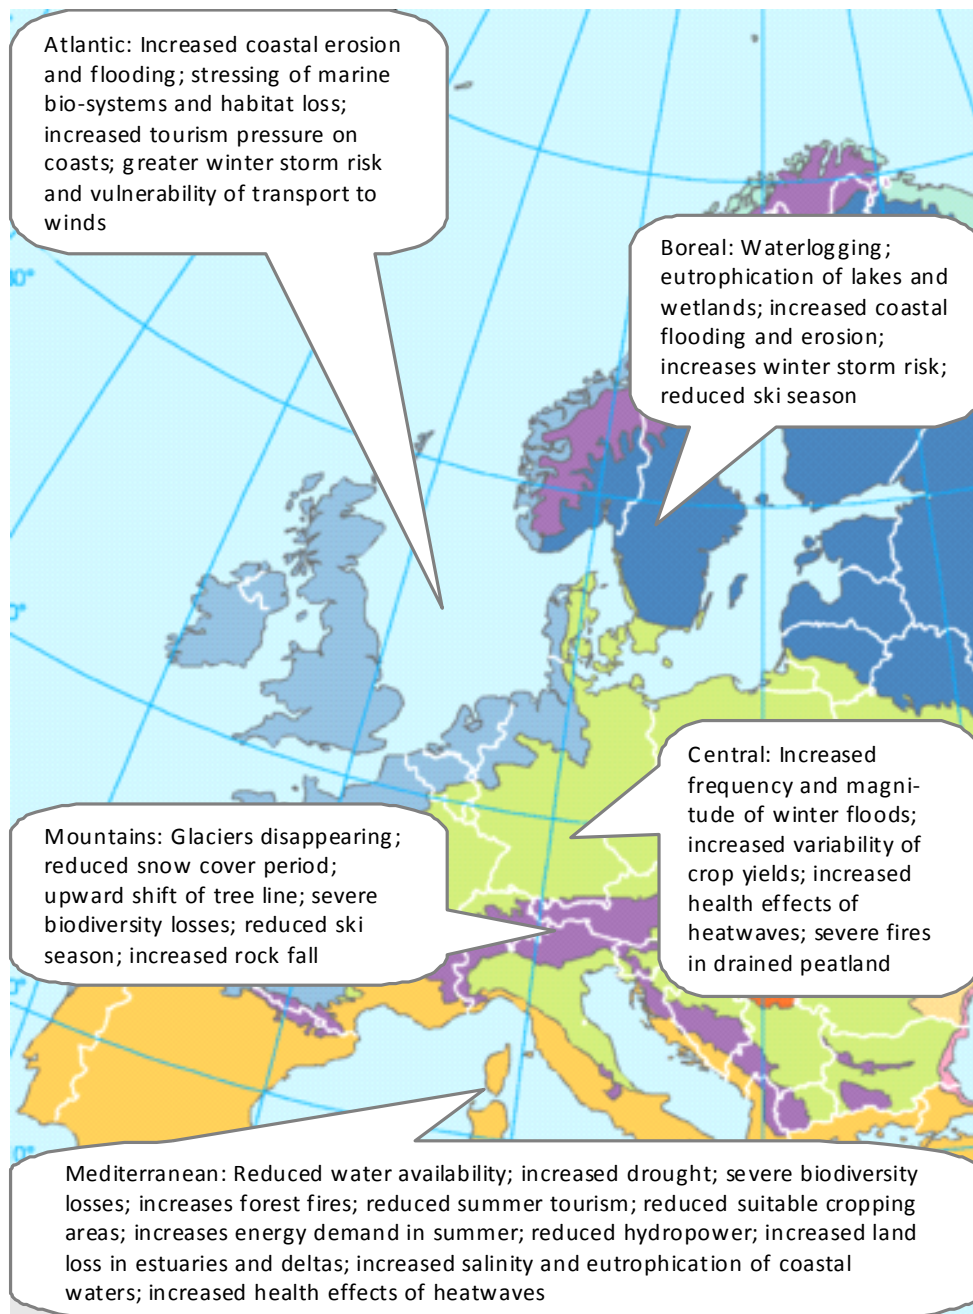 Atlantic: Increased coastal erosion
and flooding; stressing of marine
bio-systems and habitat loss;
increased tourism pressure on
coasts; greater winter storm risk
and vulnerability of transport to
winds
Boreal: Waterlogging;
eutrophication of lakes and
wetlands; increased coastal
flooding and erosion;
increases winter storm risk;
reduced ski season
Central: Increased
frequency and magni-
tude of winter floods;
increased variability of
crop yields; increased
health effects of
heatwaves; severe fires
in drained peatland
Mountains: Glaciers disappearing;
reduced snow cover period;
upward shift of tree line; severe
biodiversity losses; reduced ski
season; increased rock fall
Mediterranean: Reduced water availability; increased drought; severe biodiversity
losses; increases forest fires; reduced summer tourism; reduced suitable cropping
areas; increases energy demand in summer; reduced hydropower; increased land
loss in estuaries and deltas; increased salinity and eutrophication of coastal
waters; increased health effects of heatwaves